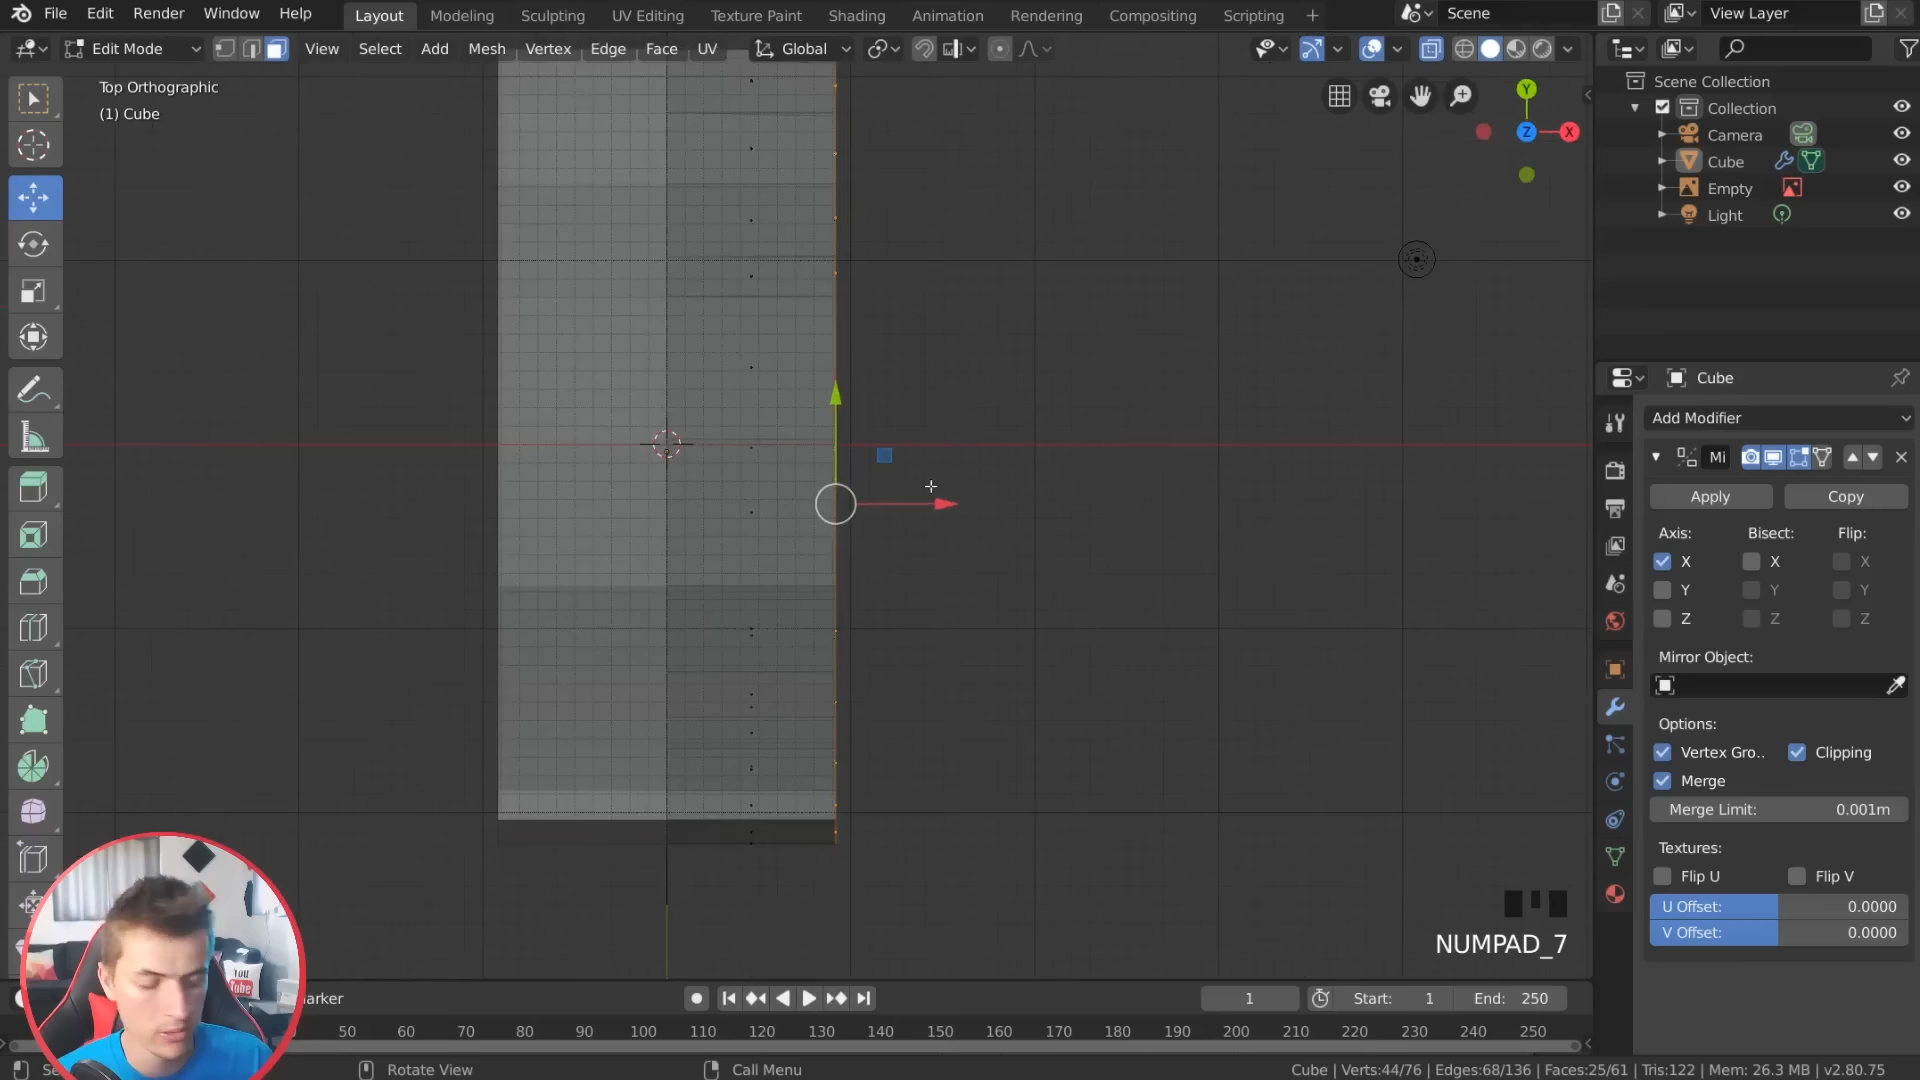 File Edit Render Window Help Layout Modeling Sculpting UV Editing Texture Paint Shading Animation Rendering Compositing Scripting + Scene View Layer
Edit Mode View Select Add Mesh Vertex Edge Face UV Global
Top Orthographic
(1) Cube
Y
Z
X
Scene Collection
Collection
Camera
Cube
Empty
Light
Cube
Add Modifier
Mi
Apply Copy
Axis: Bisect: Flip:
X X X
Y Y Y
Z Z Z
Mirror Object:
Options:
Vertex Gro.. Clipping
Merge
Merge Limit: 0.001m
Textures:
Flip U Flip V
U Offset: 0.0000
V Offset: 0.0000
NUMPAD_7
You
Tube
arker 1 Start: 1 End: 250
50 60 70 80 90 100 110 120 130 140 150 160 170 180 190 200 210 220 230 240 250
Se Rotate View Call Menu Cube | Verts:44/76 | Edges:68/136 | Faces:25/61 | Tris:122 | Mem: 26.3 MB | v2.80.75